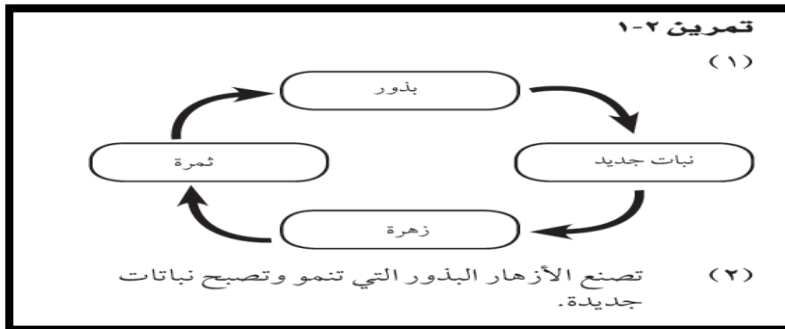 تمرين ٢-١
(١)
بذور
نبات جديد
ثمرة
زهرة
(٢) تصنع الأزهار البذور التي تنمو وتصبح نباتات
جديدة.